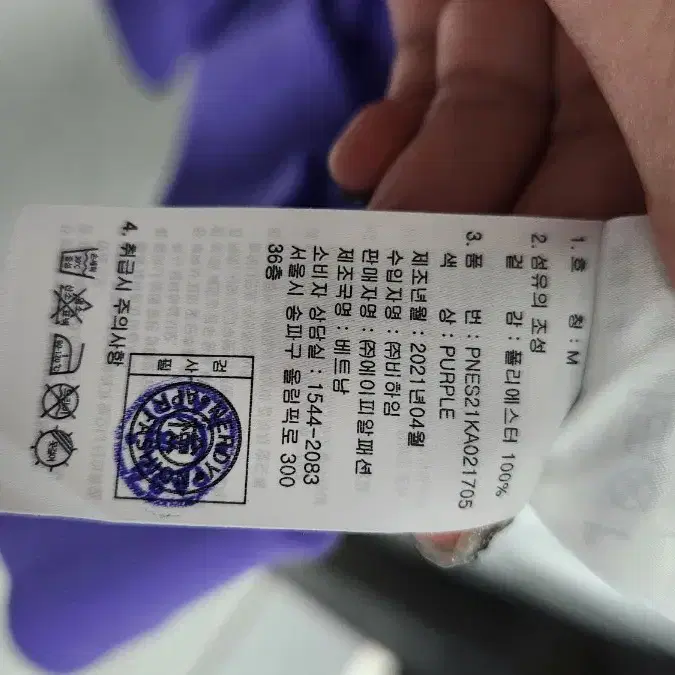 1. 호 칭 : M
2. 섬유의 조성
겉 감 : 폴리에스터 100%
3. 품 번 : PNES21KA021705
색 상 : PURPLE
제조년월 : 2021년04월
수입자명 : ㈜비하임
판매자명 : ㈜에이피알패션
제조국명 : 베트남
소비자 상담실 : 1544-2083
서울시 송파구 올림픽로 300
36층
검사필
4. 취급시 주의사항